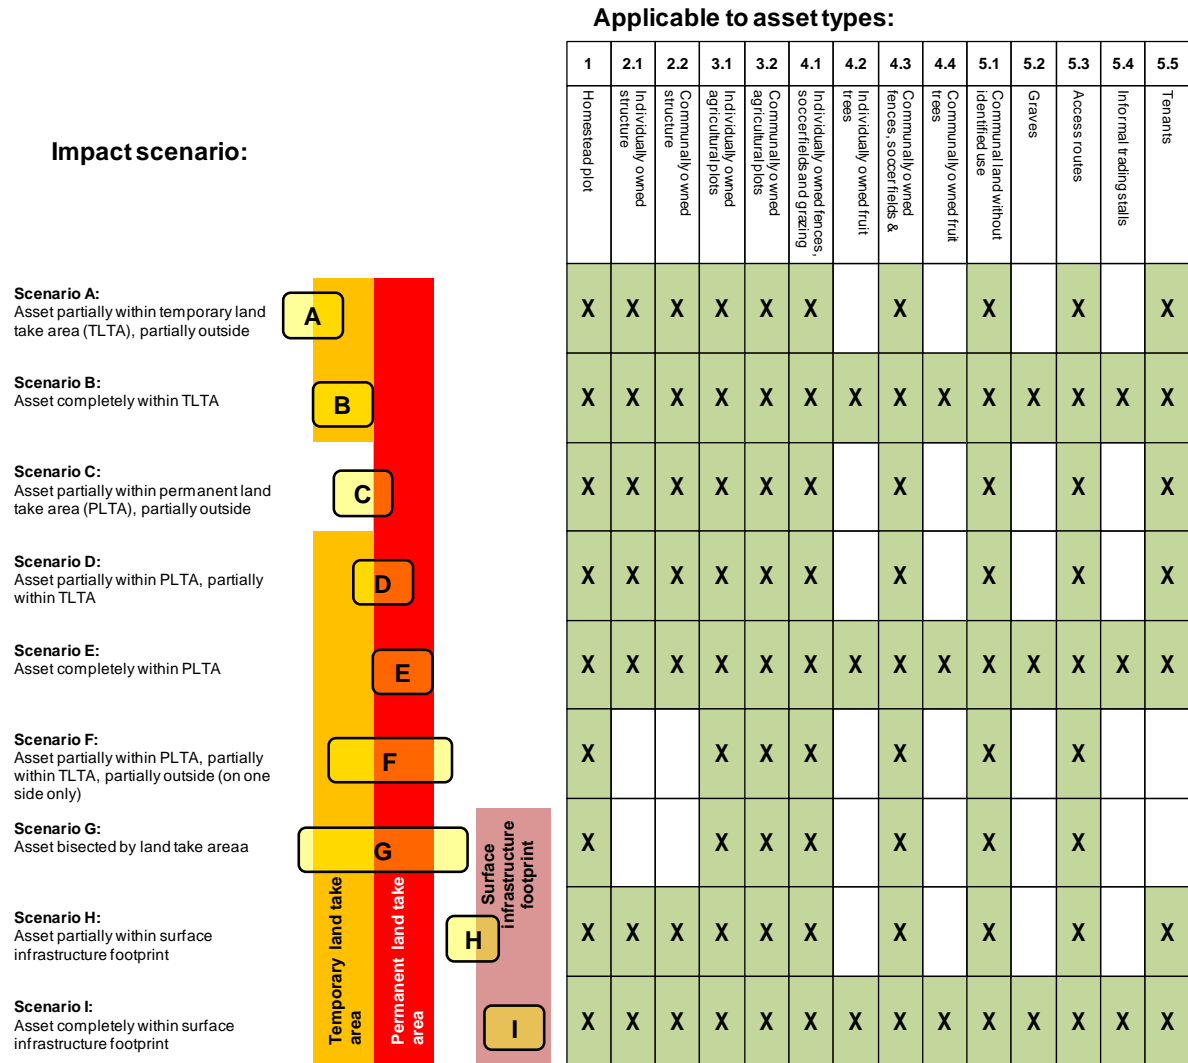 Applicable to asset types:
1 2.1 2.2 3.1 3.2 4.1 4.2 4.3 4.4 5.1 5.2 5.3 5.4 5.5
Homestead plot
Individually owned
structure
Communally owned
structure
Individually owned
agricultural plots
Communally owned
agricultural plots
Individually owned fences,
soccer fields and grazing
Individually owned fruit
trees
Communally owned
fences, soccer fields &
Communally owned fruit
trees
Communal land without
identified use
Graves
Access routes
Informal trading stalls
Tenants
Impact scenario:
Scenario A:
Asset partially within temporary land
take area (TLTA), partially outside
A
X X X X X X X X X X
Scenario B:
Asset completely within TLTA
B
X X X X X X X X X X X X X X
Scenario C:
Asset partially within permanent land
take area (PLTA), partially outside
C
X X X X X X X X X X
Scenario D:
Asset partially within PLTA, partially
within TLTA
D
X X X X X X X X X X
Scenario E:
Asset completely within PLTA
E
X X X X X X X X X X X X X X
Scenario F:
Asset partially within PLTA, partially
within TLTA, partially outside (on one
side only)
F
X X X X X X X
Scenario G:
Asset bisected by land take areaa
G
X X X X X X X
Scenario H:
Asset partially within surface
infrastructure footprint
H
X X X X X X X X X X
Scenario I:
Asset completely within surface
infrastructure footprint
I
X X X X X X X X X X X X X X
Temporary land take
area
Permanent land take
area
Surface
infrastructure
footprint